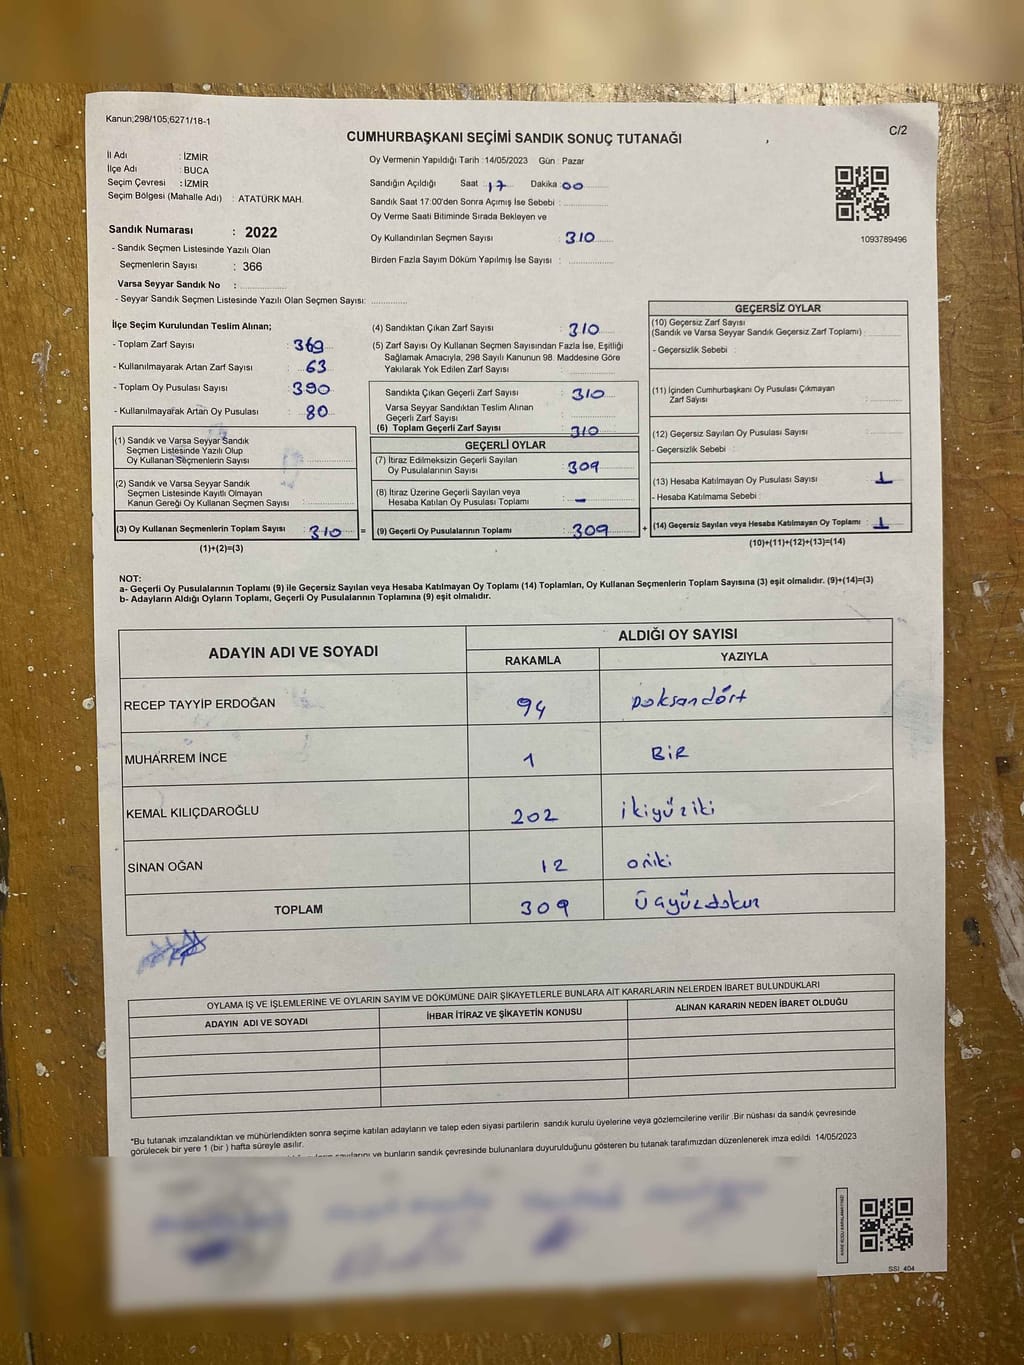 Kanun;298/105;6271/18-1
C/2
CUMHURBAŞKANI SEÇİMİ SANDIK SONUÇ TUTANAĞI
İl Adı : İZMİR
İlçe Adı : BUCA
Seçim Çevresi : İZMİR
Seçim Bölgesi (Mahalle Adı) : ATATÜRK MAH.
Sandık Numarası : 2022
- Sandık Seçmen Listesinde Yazılı Olan
Seçmenlerin Sayısı : 366
Varsa Seyyar Sandık No :
- Seyyar Sandık Seçmen Listesinde Yazılı Olan Seçmen Sayısı:
Oy Vermenin Yapıldığı Tarih :14/05/2023 Gün : Pazar
Sandığın Açıldığı Saat : 17 Dakika : 00
Sandık Saat 17:00'den Sonra Açımış İse Sebebi :
Oy Verme Saati Bitiminde Sırada Bekleyen ve
Oy Kullandırılan Seçmen Sayısı : 310
Birden Fazla Sayım Döküm Yapılmış İse Sayısı :
1093789496
İlçe Seçim Kurulundan Teslim Alınan;
- Toplam Zarf Sayısı : 369
- Kullanılmayarak Artan Zarf Sayısı : 63
- Toplam Oy Pusulası Sayısı : 390
- Kullanılmayarak Artan Oy Pusulası : 80
(1) Sandık ve Varsa Seyyar Sandık
Seçmen Listesinde Yazılı Olup
Oy Kullanan Seçmenlerin Sayısı :
(2) Sandık ve Varsa Seyyar Sandık
Seçmen Listesinde Kayıtlı Olmayan
Kanun Gereği Oy Kullanan Seçmen Sayısı :
(3) Oy Kullanan Seçmenlerin Toplam Sayısı : 310 =
(1)+(2)=(3)
(4) Sandıktan Çıkan Zarf Sayısı : 310
(5) Zarf Sayısı Oy Kullanan Seçmen Sayısından Fazla İse, Eşitliği
Sağlamak Amacıyla, 298 Sayılı Kanunun 98. Maddesine Göre
Yakılarak Yok Edilen Zarf Sayısı :
Sandıkta Çıkan Geçerli Zarf Sayısı : 310
Varsa Seyyar Sandıktan Teslim Alınan
Geçerli Zarf Sayısı :
(6) Toplam Geçerli Zarf Sayısı : 310
GEÇERLİ OYLAR
(7) İtiraz Edilmeksizin Geçerli Sayılan
Oy Pusulalarının Sayısı : 309
(8) İtiraz Üzerine Geçerli Sayılan veya
Hesaba Katılan Oy Pusulası Toplamı : -
(9) Geçerli Oy Pusulalarının Toplamı : 309 +
GEÇERSİZ OYLAR
(10) Geçersiz Zarf Sayısı
(Sandık ve Varsa Seyyar Sandık Geçersiz Zarf Toplamı) :
- Geçersizlik Sebebi :
(11) İçinden Cumhurbaşkanı Oy Pusulası Çıkmayan
Zarf Sayısı :
(12) Geçersiz Sayılan Oy Pusulası Sayısı :
- Geçersizlik Sebebi :
(13) Hesaba Katılmayan Oy Pusulası Sayısı : 1
- Hesaba Katılmama Sebebi :
(14) Geçersiz Sayılan veya Hesaba Katılmayan Oy Toplamı : 1
(10)+(11)+(12)+(13)=(14)
NOT:
a- Geçerli Oy Pusulalarının Toplamı (9) ile Geçersiz Sayılan veya Hesaba Katılmayan Oy Toplamı (14) Toplamları, Oy Kullanan Seçmenlerin Toplam Sayısına (3) eşit olmalıdır. (9)+(14)=(3)
b- Adayların Aldığı Oyların Toplamı, Geçerli Oy Pusulalarının Toplamına (9) eşit olmalıdır.
ADAYIN ADI VE SOYADI ALDIĞI OY SAYISI
RAKAMLA YAZIYLA
RECEP TAYYİP ERDOĞAN 94 Doksandört
MUHARREM İNCE 1 BİR
KEMAL KILIÇDAROĞLU 202 ikiyüziki
SİNAN OĞAN 12 oniki
TOPLAM 309 Üçyüzdokuz
OYLAMA İŞ VE İŞLEMLERİNE VE OYLARIN SAYIM VE DÖKÜMÜNE DAİR ŞİKAYETLERLE BUNLARA AİT KARARLARIN NELERDEN İBARET BULUNDUKLARI
ADAYIN ADI VE SOYADI İHBAR İTİRAZ VE ŞİKAYETİN KONUSU ALINAN KARARIN NEDEN İBARET OLDUĞU
*Bu tutanak imzalandıktan ve mühürlendikten sonra seçime katılan adayların ve talep eden siyasi partilerin sandık kurulu üyelerine veya gözlemcilerine verilir .Bir nüshası da sandık çevresinde
görülecek bir yere 1 (bir ) hafta süreyle asılır.
ve bunların sandık çevresinde bulunanlara duyurulduğunu gösteren bu tutanak tarafımızdan düzenlenerek imza edildi. 14/05/2023
SSI_404